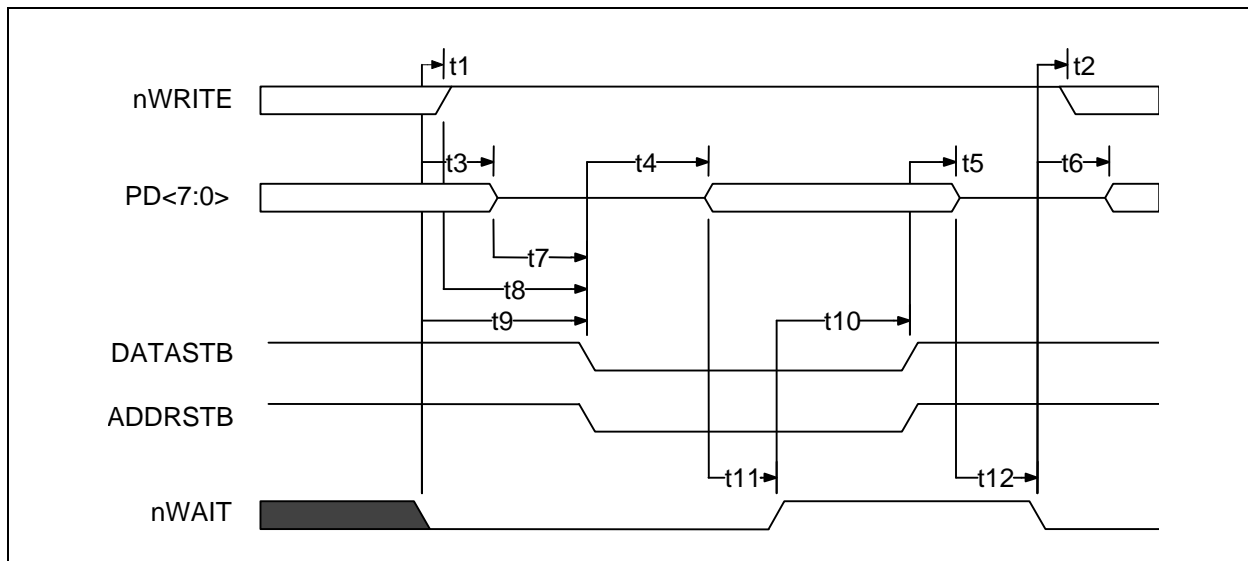 t1 t2
nWRITE
t3 t4 t5 t6
PD<7:0>
t7
t8
t9 t10
DATASTB
ADDRSTB
t11 t12
nWAIT